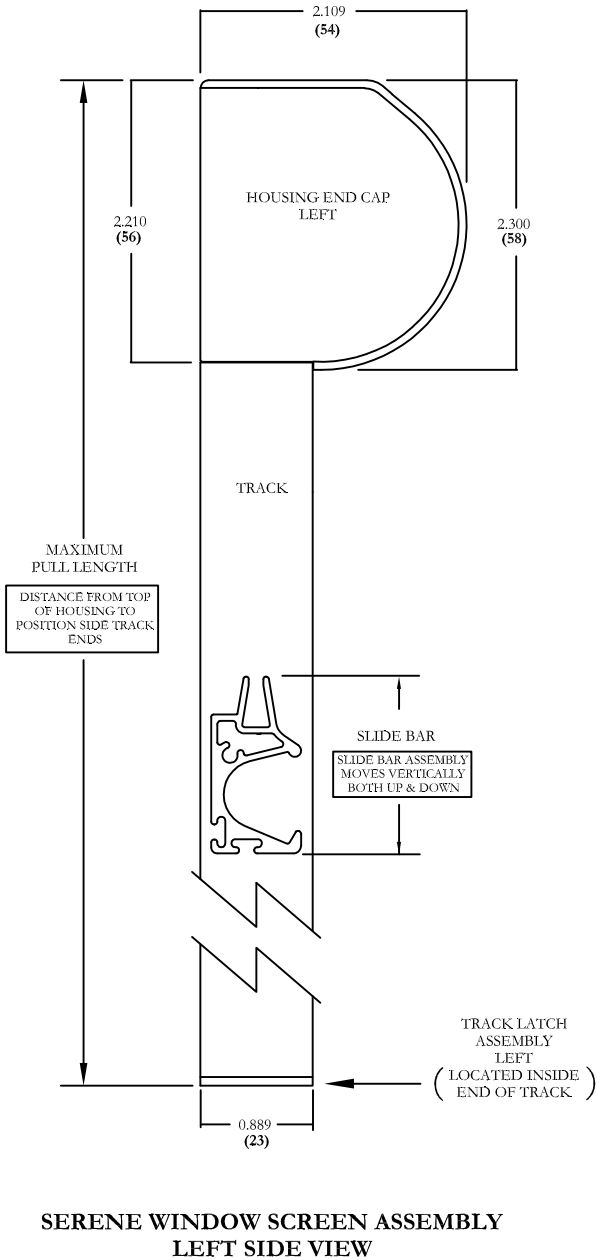 2.109
(54)
HOUSING END CAP
LEFT
2.210
(56)
2.300
(58)
TRACK
MAXIMUM
PULL LENGTH
DISTANCE FROM TOP
OF HOUSING TO
POSITION SIDE TRACK
ENDS
SLIDE BAR
SLIDE BAR ASSEMBLY
MOVES VERTICALLY
BOTH UP & DOWN
TRACK LATCH
ASSEMBLY
LEFT
(LOCATED INSIDE
END OF TRACK)
0.889
(23)
SERENE WINDOW SCREEN ASSEMBLY
LEFT SIDE VIEW